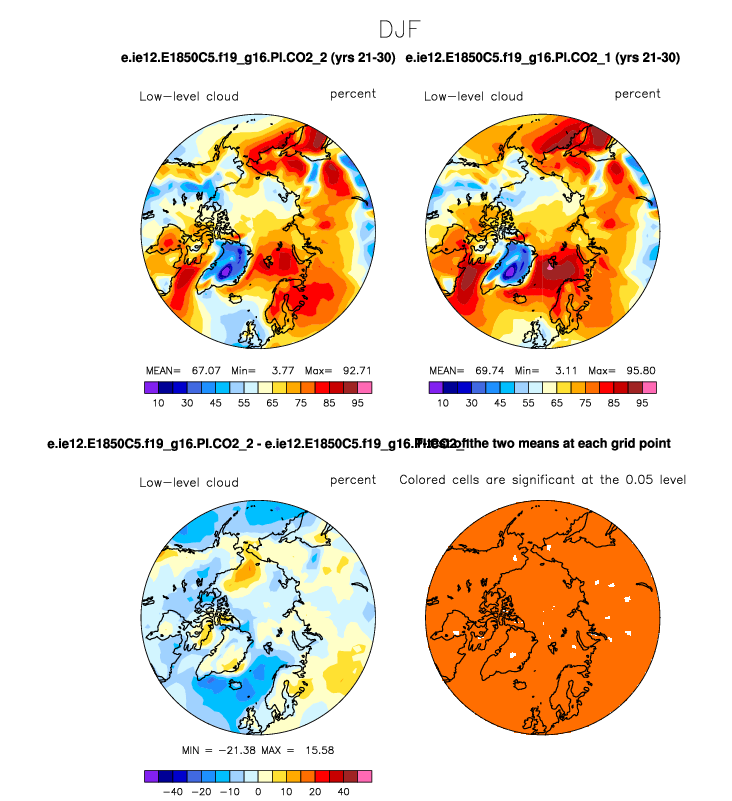 DJF
e.ie12.E1850C5.f19_g16.PI.CO2_2 (yrs 21-30) e.ie12.E1850C5.f19_g16.PI.CO2_1 (yrs 21-30)
Low-level cloud percent Low-level cloud percent
MEAN= 67.07 Min= 3.77 Max= 92.71 MEAN= 69.74 Min= 3.11 Max= 95.80
10 30 45 55 65 75 85 95 10 30 45 55 65 75 85 95
e.ie12.E1850C5.f19_g16.PI.CO2_2 - e.ie12.E1850C5.f19_g16.PI.CO2_ of the two means at each grid point
Low-level cloud percent Colored cells are significant at the 0.05 level
MIN = -21.38 MAX = 15.58
-40 -20 -10 0 10 20 40